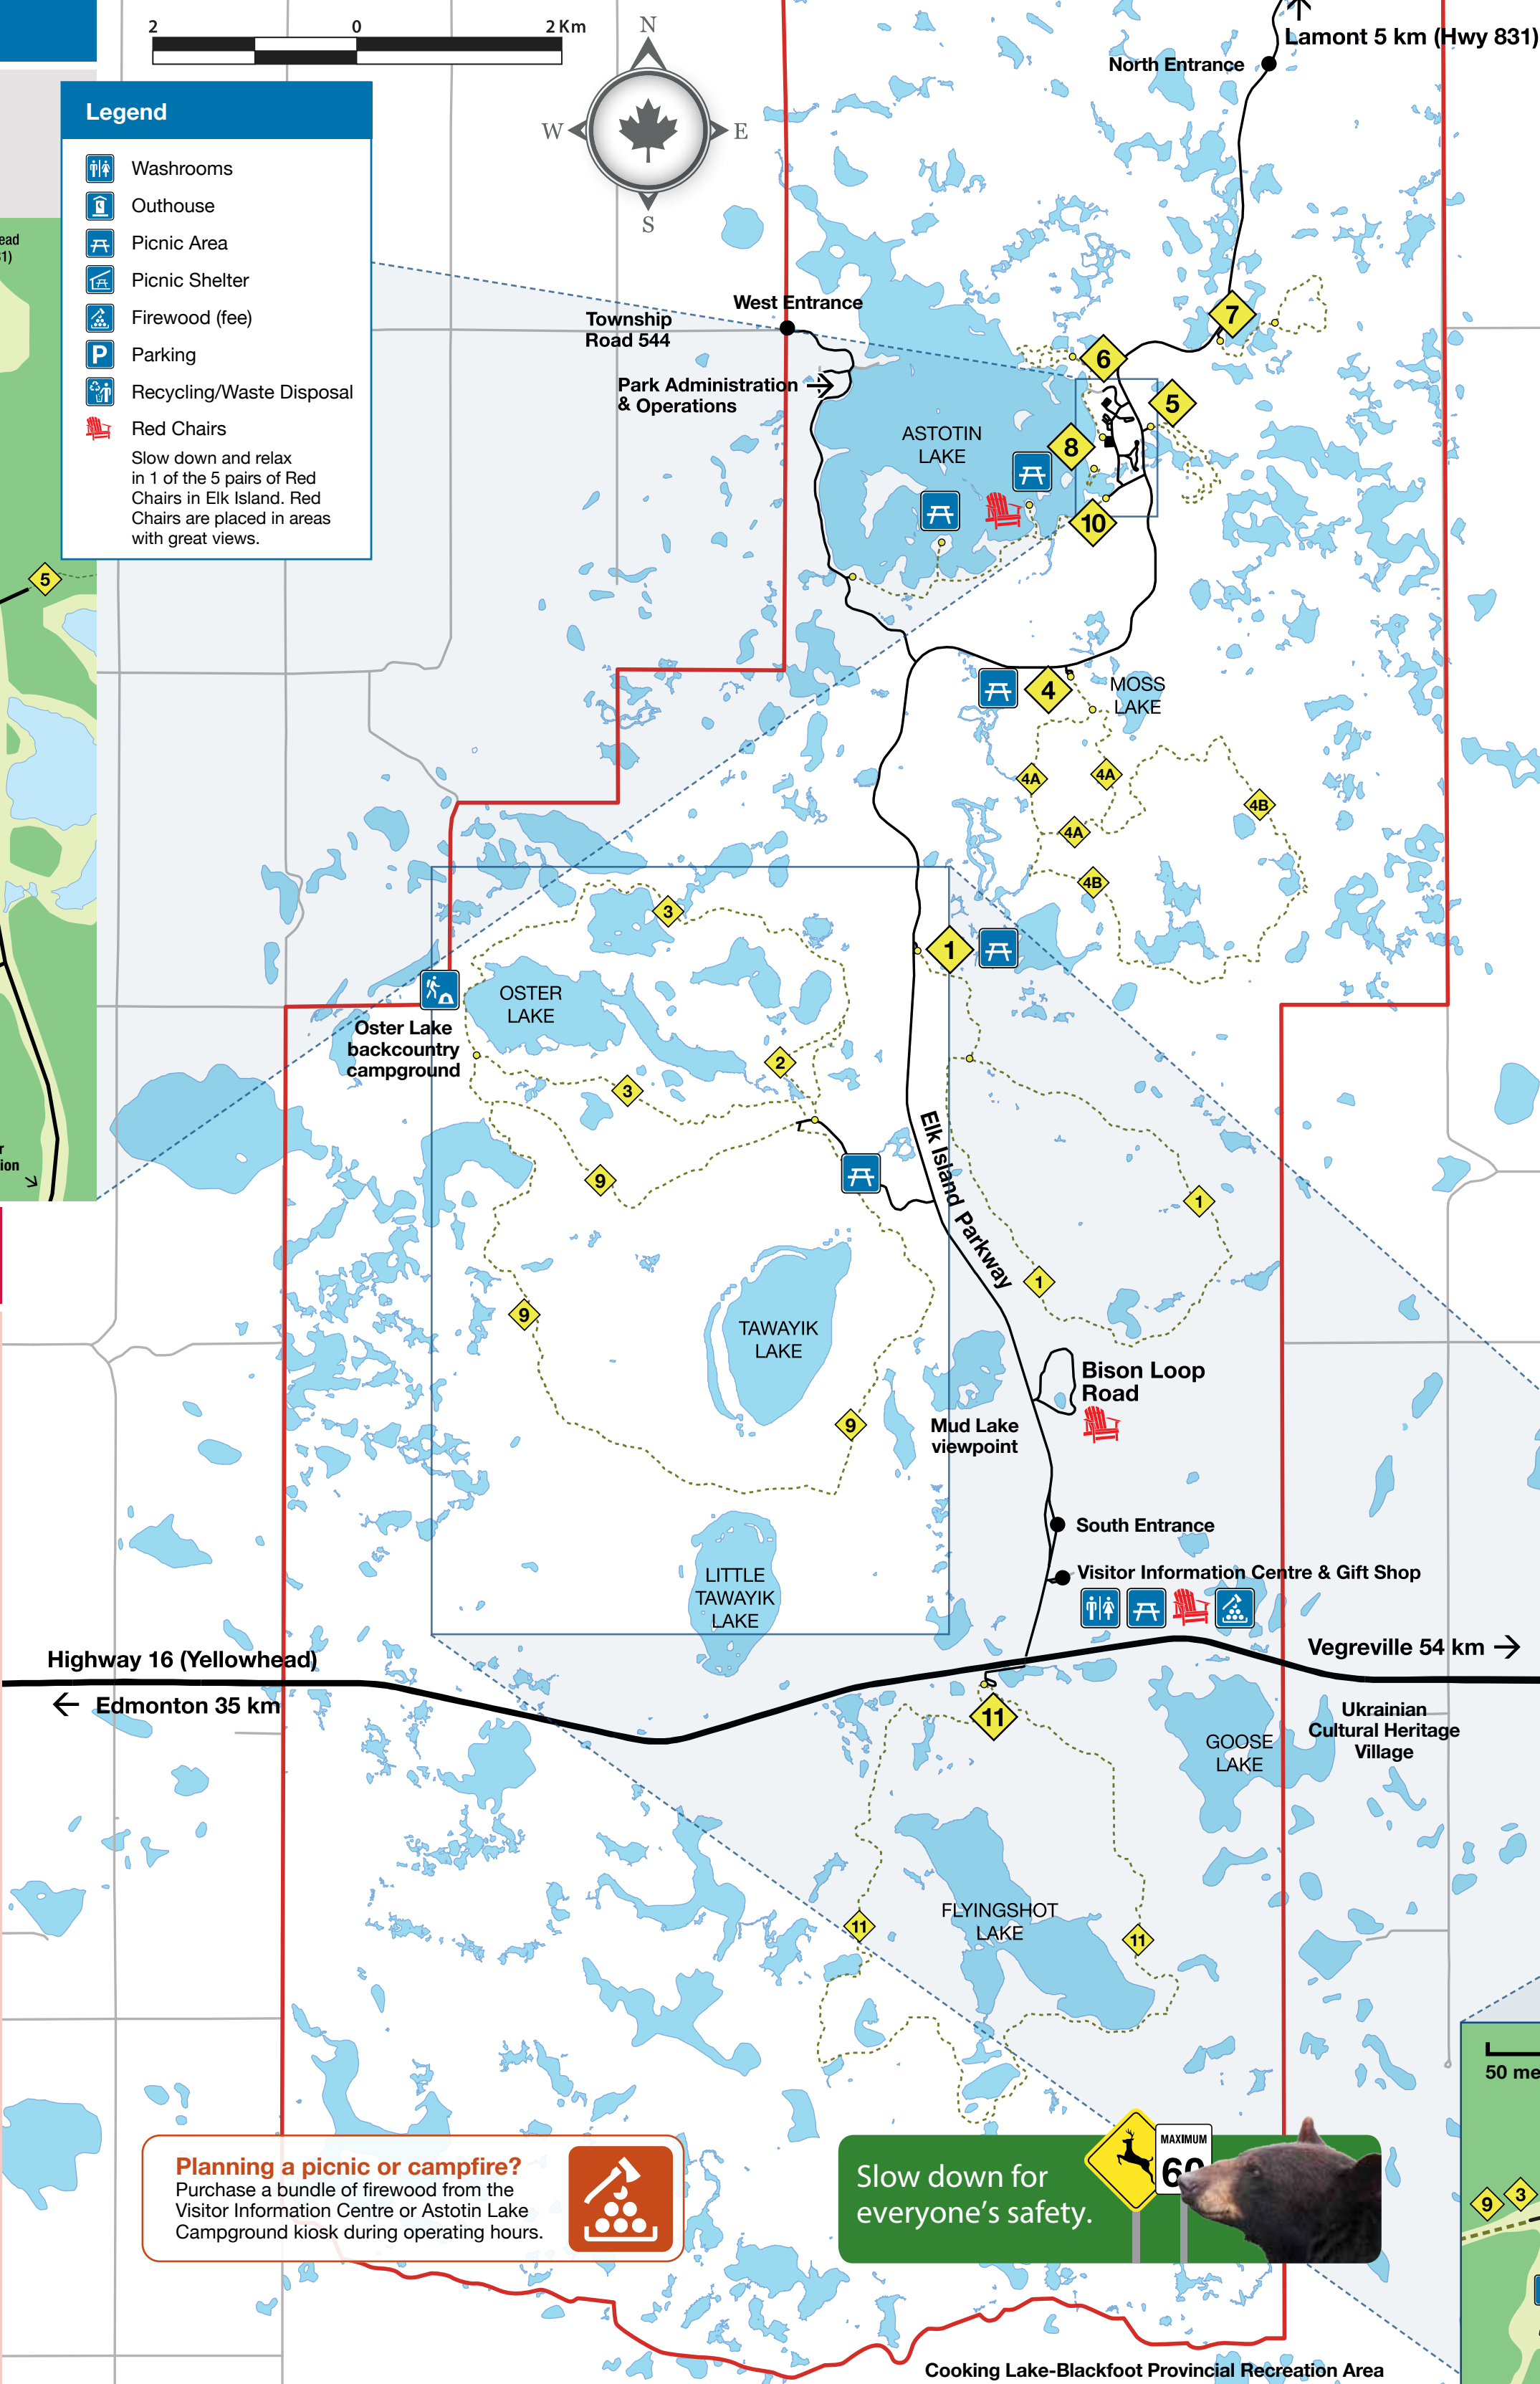 2 0 2 Km
N
W E
S
Lamont 5 km (Hwy 831)
North Entrance
Legend
Washrooms
Outhouse
Picnic Area
Picnic Shelter
Firewood (fee)
P Parking
Recycling/Waste Disposal
Red Chairs
Slow down and relax
in 1 of the 5 pairs of Red
Chairs in Elk Island. Red
Chairs are placed in areas
with great views.
ead
1)
5
West Entrance
Township
Road 544
Park Administration
& Operations
7
6
5
8
10
ASTOTIN
LAKE
4
MOSS
LAKE
4A
4A
4B
4A
4B
3
1
OSTER
LAKE
Oster Lake
backcountry
campground
2
3
9
1
Elk Island Parkway
r
ion
1
9
TAWAYIK
LAKE
9
Bison Loop
Road
Mud Lake
viewpoint
South Entrance
Visitor Information Centre & Gift Shop
LITTLE
TAWAYIK
LAKE
Highway 16 (Yellowhead)
Edmonton 35 km
Vegreville 54 km
11
Ukrainian
Cultural Heritage
Village
GOOSE
LAKE
FLYINGSHOT
LAKE
11
11
50 me
Planning a picnic or campfire?
Purchase a bundle of firewood from the
Visitor Information Centre or Astotin Lake
Campground kiosk during operating hours.
Slow down for
everyone's safety.
MAXIMUM
60
9 3
Cooking Lake-Blackfoot Provincial Recreation Area